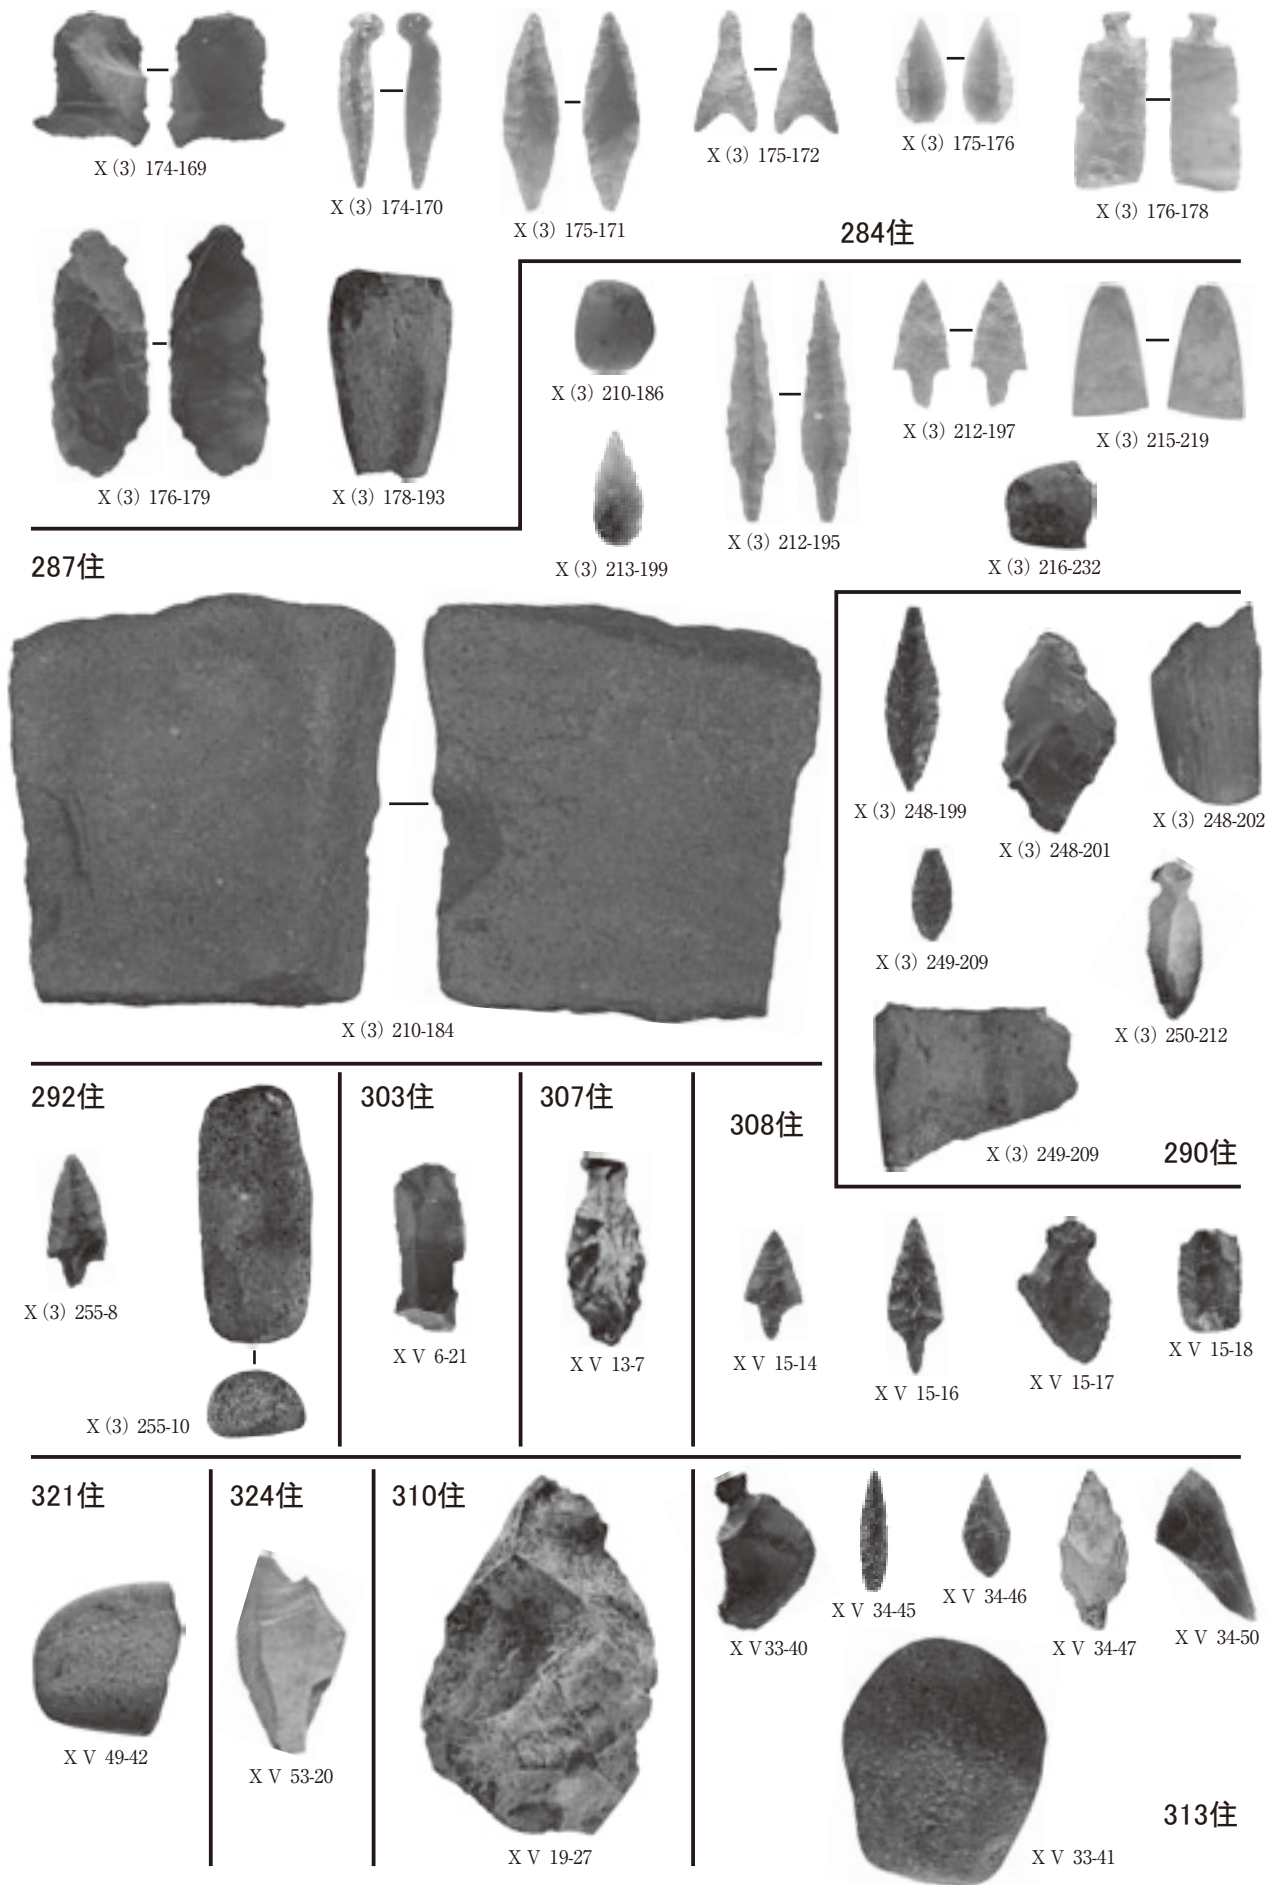 X (3) 174-169
X (3) 174-170
X (3) 175-171
X (3) 175-172
X (3) 175-176
X (3) 176-178
284住
X (3) 176-179
X (3) 178-193
X (3) 210-186
X (3) 212-195
X (3) 212-197
X (3) 215-219
X (3) 213-199
X (3) 216-232
287住
X (3) 210-184
X (3) 248-199
X (3) 248-201
X (3) 248-202
X (3) 249-209
X (3) 250-212
X (3) 249-209
290住
292住
X (3) 255-8
X (3) 255-10
303住
X V 6-21
307住
X V 13-7
308住
X V 15-14
X V 15-16
X V 15-17
X V 15-18
321住
X V 49-42
324住
X V 53-20
310住
X V 19-27
X V 33-40
X V 34-45
X V 34-46
X V 34-47
X V 34-50
X V 33-41
313住